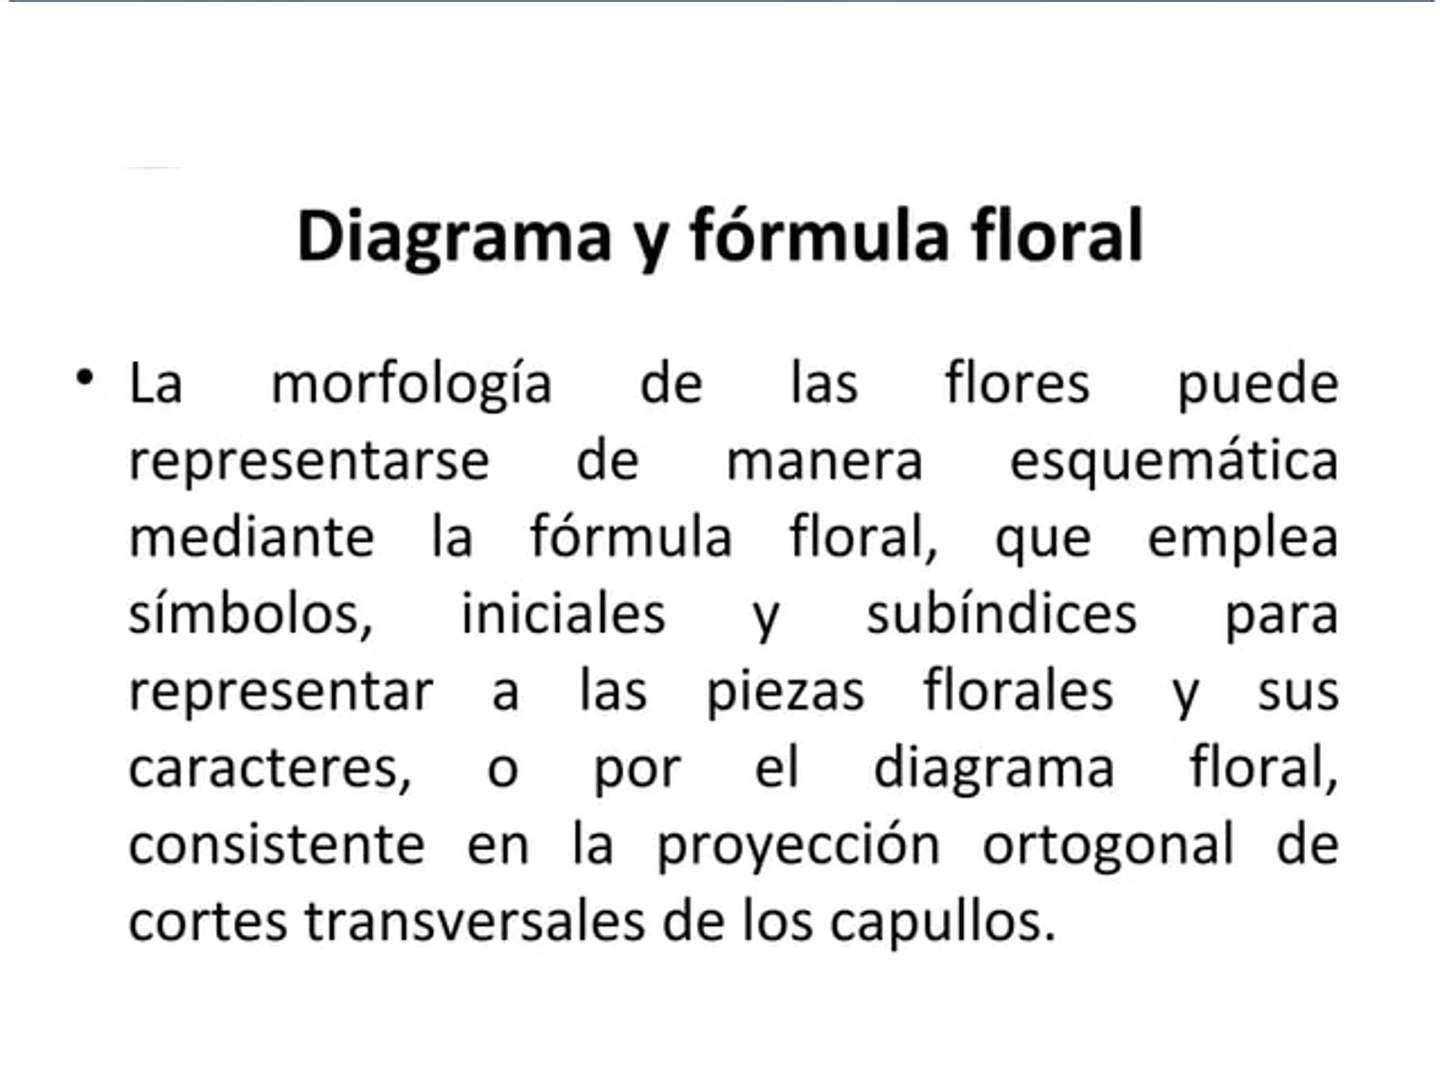 Diagrama y fórmula floral
• La morfología de las flores puede
representarse de manera esquemática
mediante la fórmula floral, que emplea
símbolos, iniciales y subíndices para
representar a las piezas florales y sus
caracteres, o por el diagrama floral,
consistente en la proyección ortogonal de
cortes transversales de los capullos.